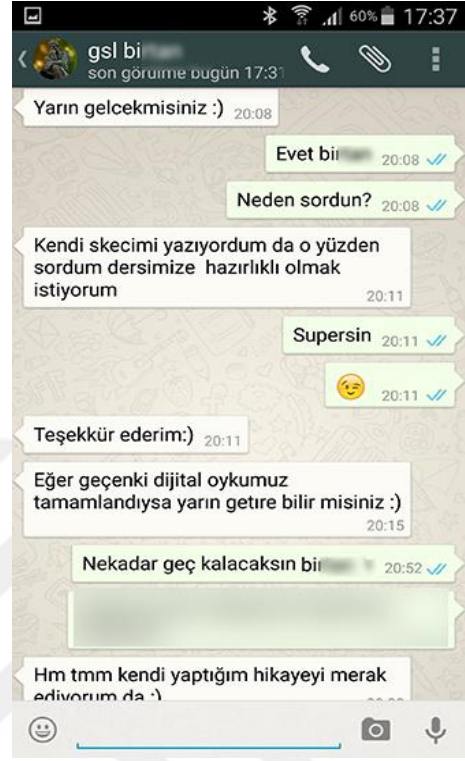 60% 17:37
gsl bi
son görülme bugün 17:31
Yarın gelcekmisiniz :) 20:08
Evet bi 20:08
Neden sordun? 20:08
Kendi skecimi yazıyordum da o yüzden
sordum dersimize hazırlıklı olmak
istiyorum
20:11
Supersin 20:11
😉 20:11
Teşekkür ederim:) 20:11
Eğer geçenki dijital oykumuz
tamamlandıysa yarın getıre bilir misiniz :)
20:15
Nekadar geç kalacaksın bi 20:52
Hm tmm kendi yaptığım hikayeyi merak
ediyorum da :)